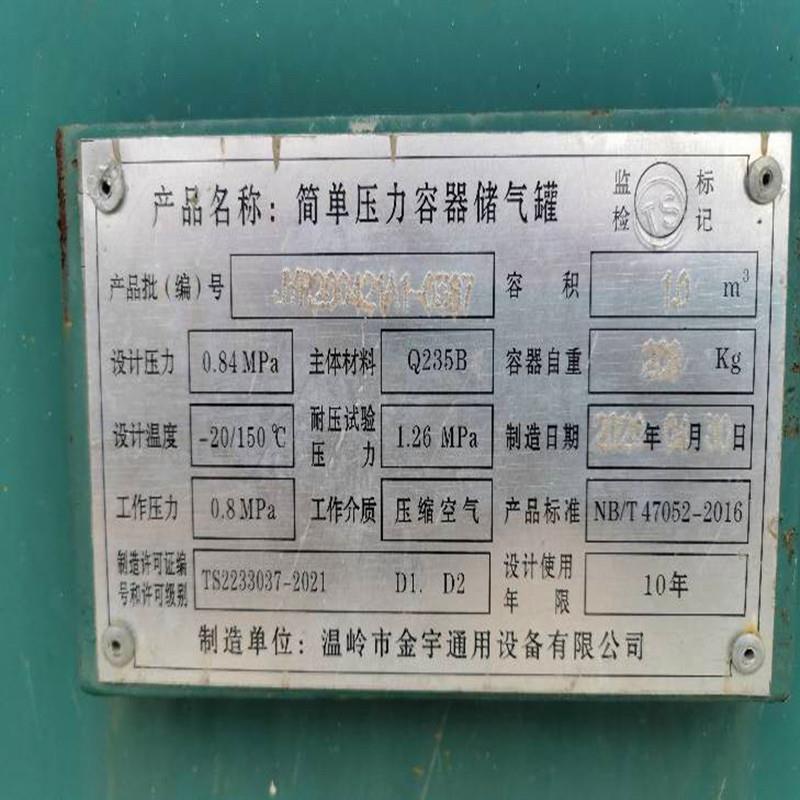 产品名称：简单压力容器储气罐 监检 TS 标记
产品批（编）号 容积 1.0 m³
设计压力 0.84MPa 主体材料 Q235B 容器自重 Kg
设计温度 -20/150℃ 耐压试验压力 1.26 MPa 制造日期 年 月 日
工作压力 0.8MPa 工作介质 压缩空气 产品标准 NB/T 47052-2016
制造许可证编号和许可级别 TS2233037-2021 D1. D2 设计使用年限 10年
制造单位：温岭市金宇通用设备有限公司